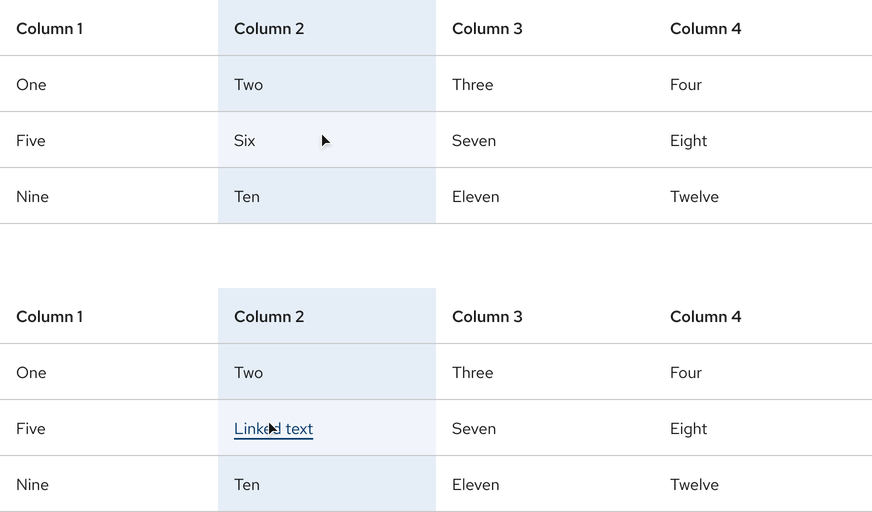 Column 1 Column 2 Column 3 Column 4
One Two Three Four
Five Six Seven Eight
Nine Ten Eleven Twelve
Column 1 Column 2 Column 3 Column 4
One Two Three Four
Five Linked text Seven Eight
Nine Ten Eleven Twelve